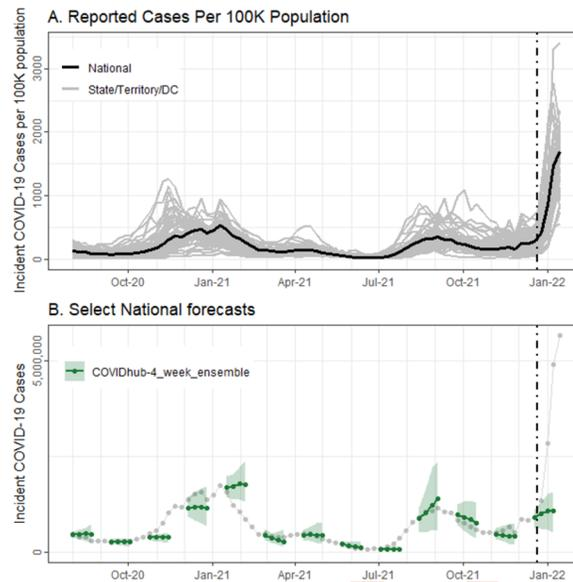 A. Reported Cases Per 100K Population
Incident COVID-19 Cases per 100K population
3000
2000
1000
0
National
State/Territory/DC
Oct-20
Jan-21
Apr-21
Jul-21
Oct-21
Jan-22
B. Select National forecasts
Incident COVID-19 Cases
5,000,000
0
COVIDhub-4_week_ensemble
Oct-20
Jan-21
Apr-21
Jul-21
Oct-21
Jan-22